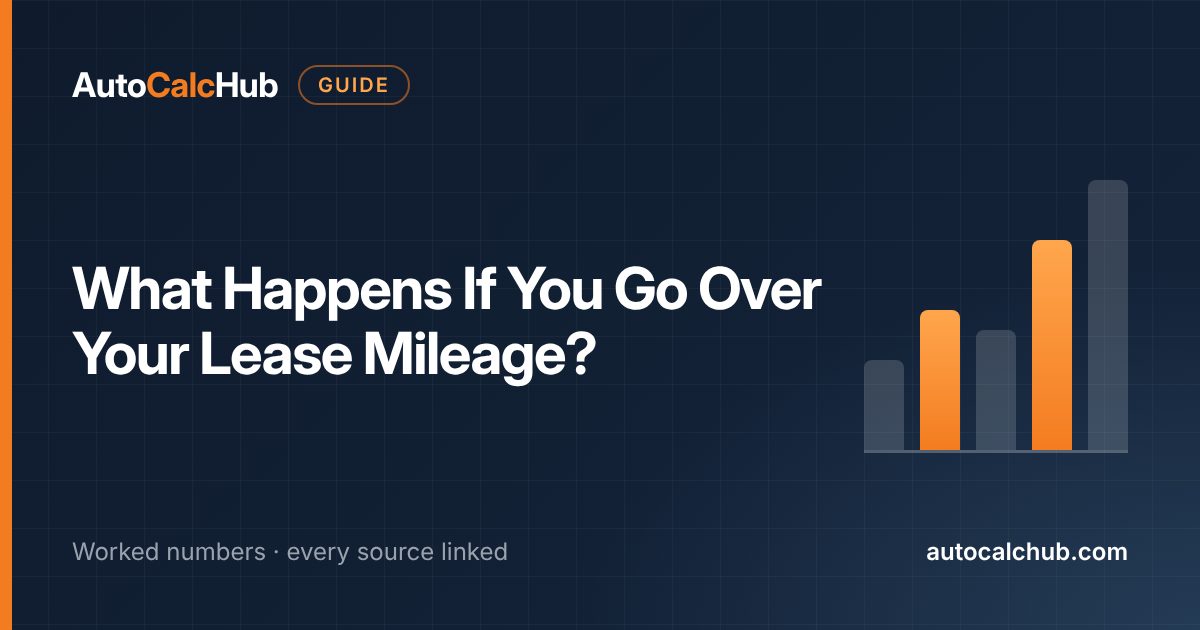 AutoCalcHub GUIDE
What Happens If You Go Over
Your Lease Mileage?
Worked numbers · every source linked
autocalchub.com